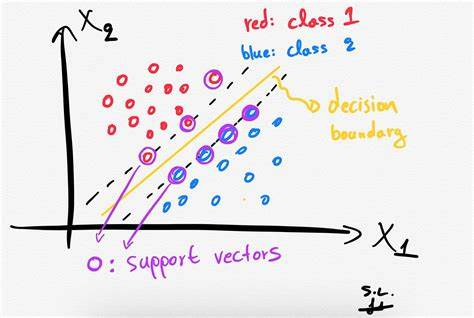 X2
red: class 1
blue: class 2
decision
boundary
X1
O: support vectors
S.L.